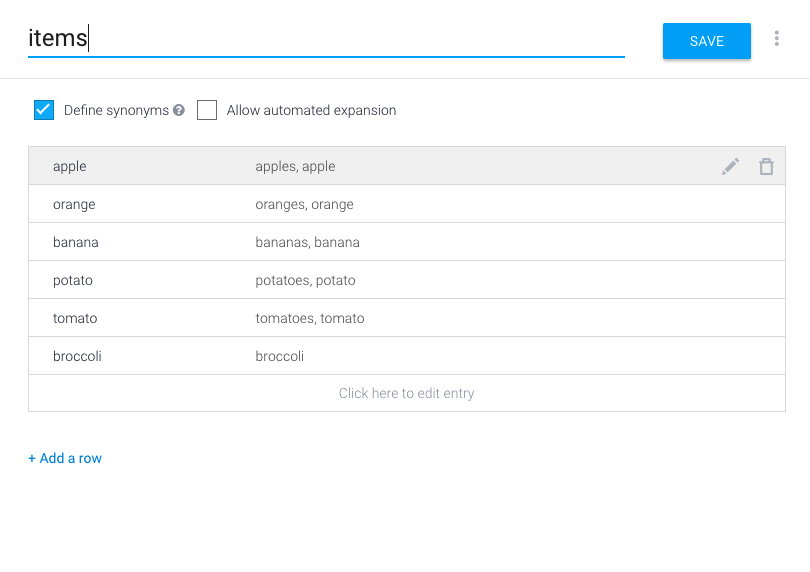 items
SAVE
Define synonyms ? Allow automated expansion
apple apples, apple
orange oranges, orange
banana bananas, banana
potato potatoes, potato
tomato tomatoes, tomato
broccoli broccoli
Click here to edit entry
+ Add a row